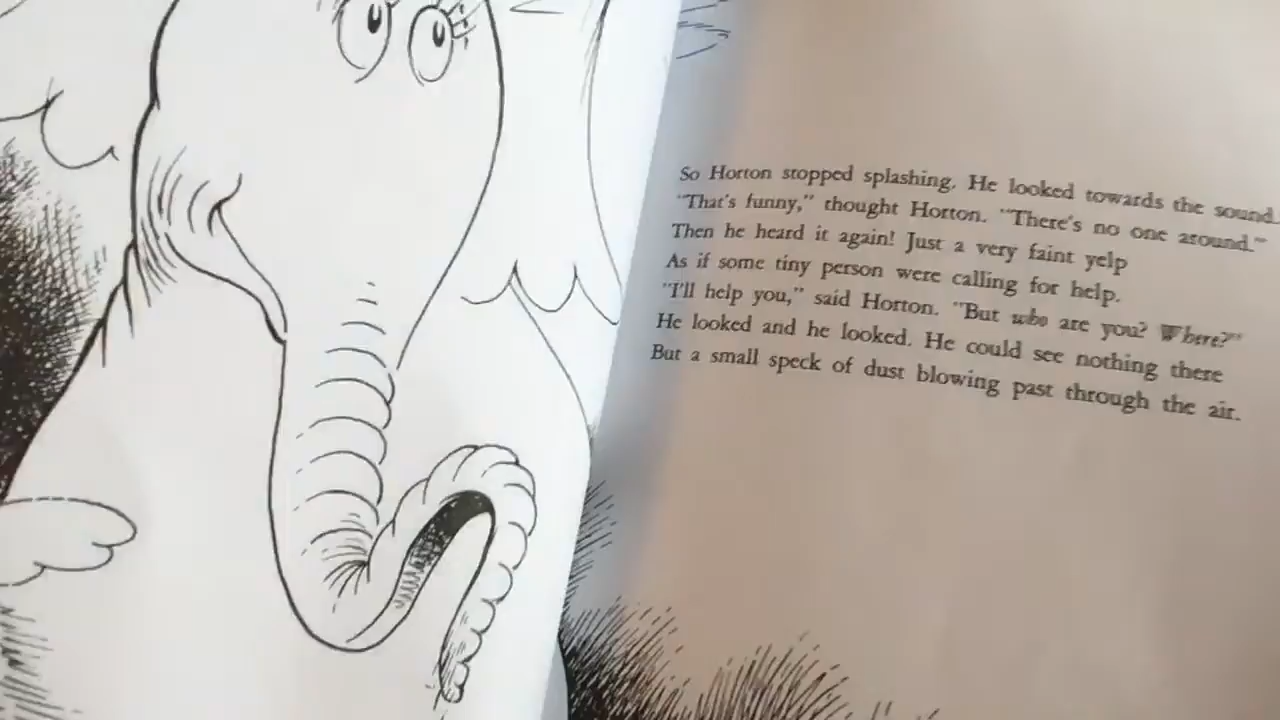 So Horton stopped splashing. He looked towards the sound.
"That's funny," thought Horton. "There's no one around."
Then he heard it again! Just a very faint yelp
As if some tiny person were calling for help.
"I'll help you," said Horton. "But who are you? Where?"
He looked and he looked. He could see nothing there
But a small speck of dust blowing past through the air.